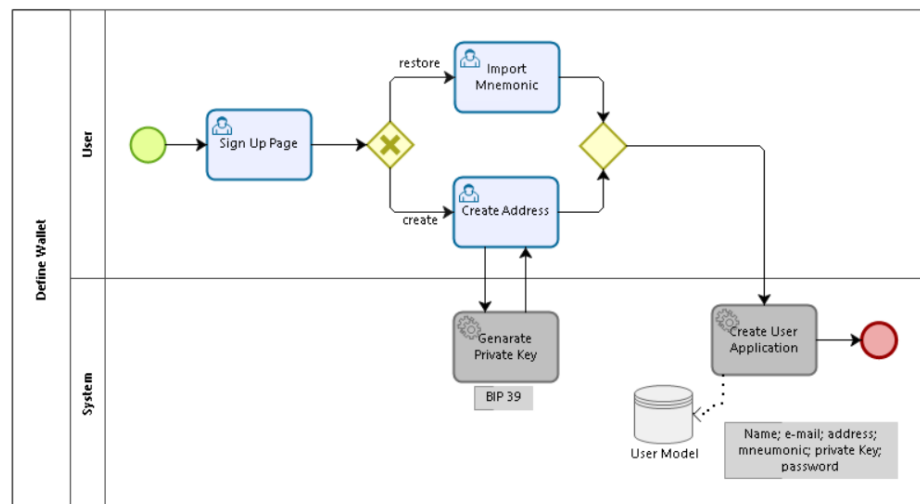 Define Wallet
User
System
Sign Up Page
restore
Import
Mnemonic
create
Create Address
Genarate
Private Key
BIP 39
Create User
Application
User Model
Name; e-mail; address;
mneumonic; private Key;
password